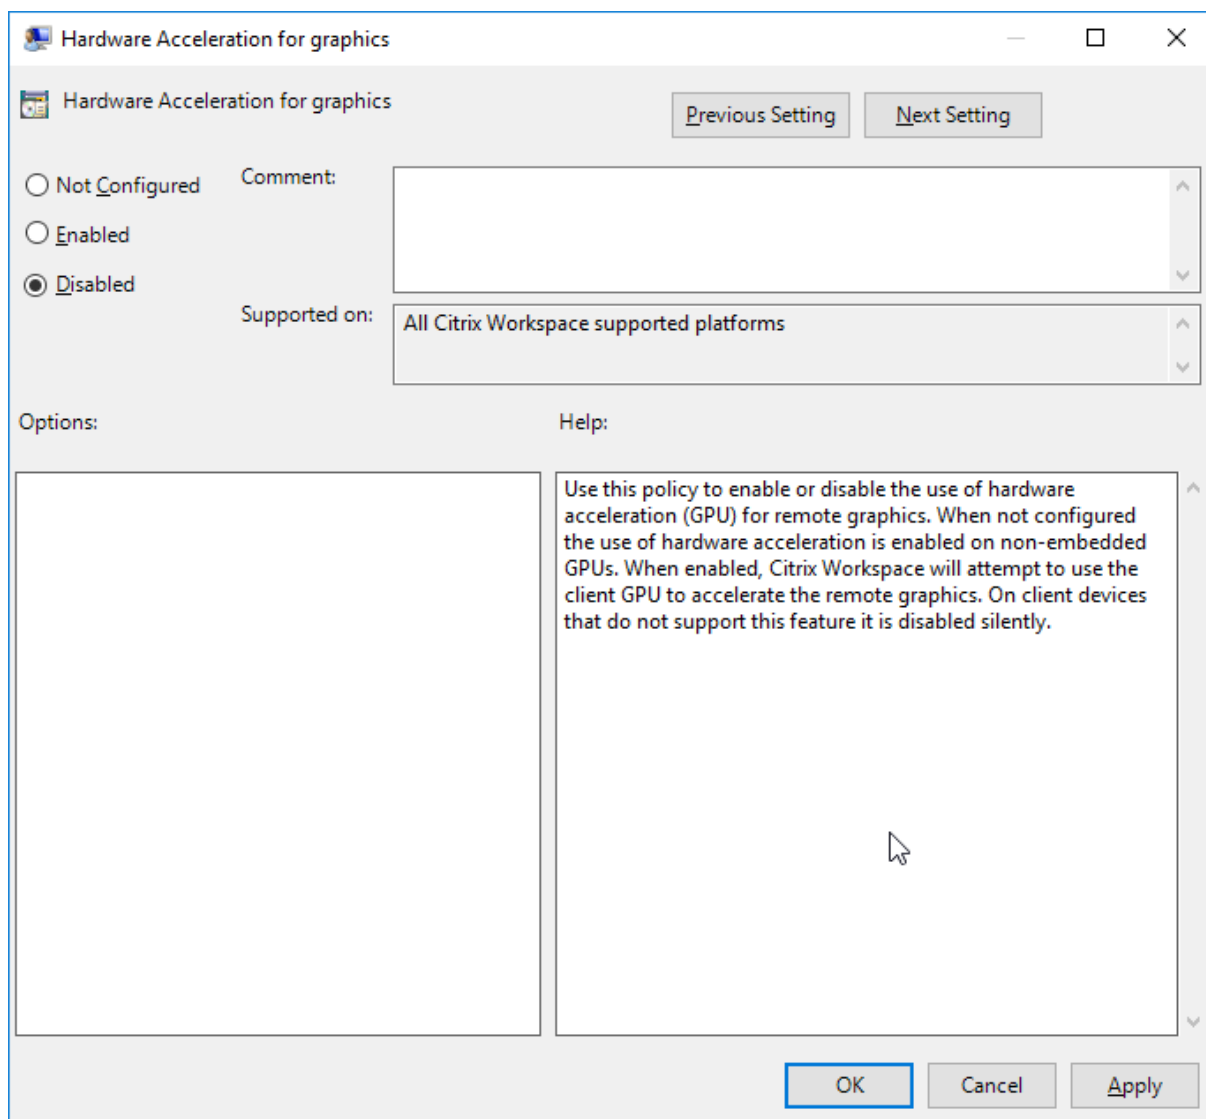 Hardware Acceleration for graphics
Hardware Acceleration for graphics
Previous Setting
Next Setting
Not Configured
Comment:
Enabled
Disabled
Supported on:
All Citrix Workspace supported platforms
Options:
Help:
Use this policy to enable or disable the use of hardware
acceleration (GPU) for remote graphics. When not configured
the use of hardware acceleration is enabled on non-embedded
GPUs. When enabled, Citrix Workspace will attempt to use the
client GPU to accelerate the remote graphics. On client devices
that do not support this feature it is disabled silently.
OK
Cancel
Apply